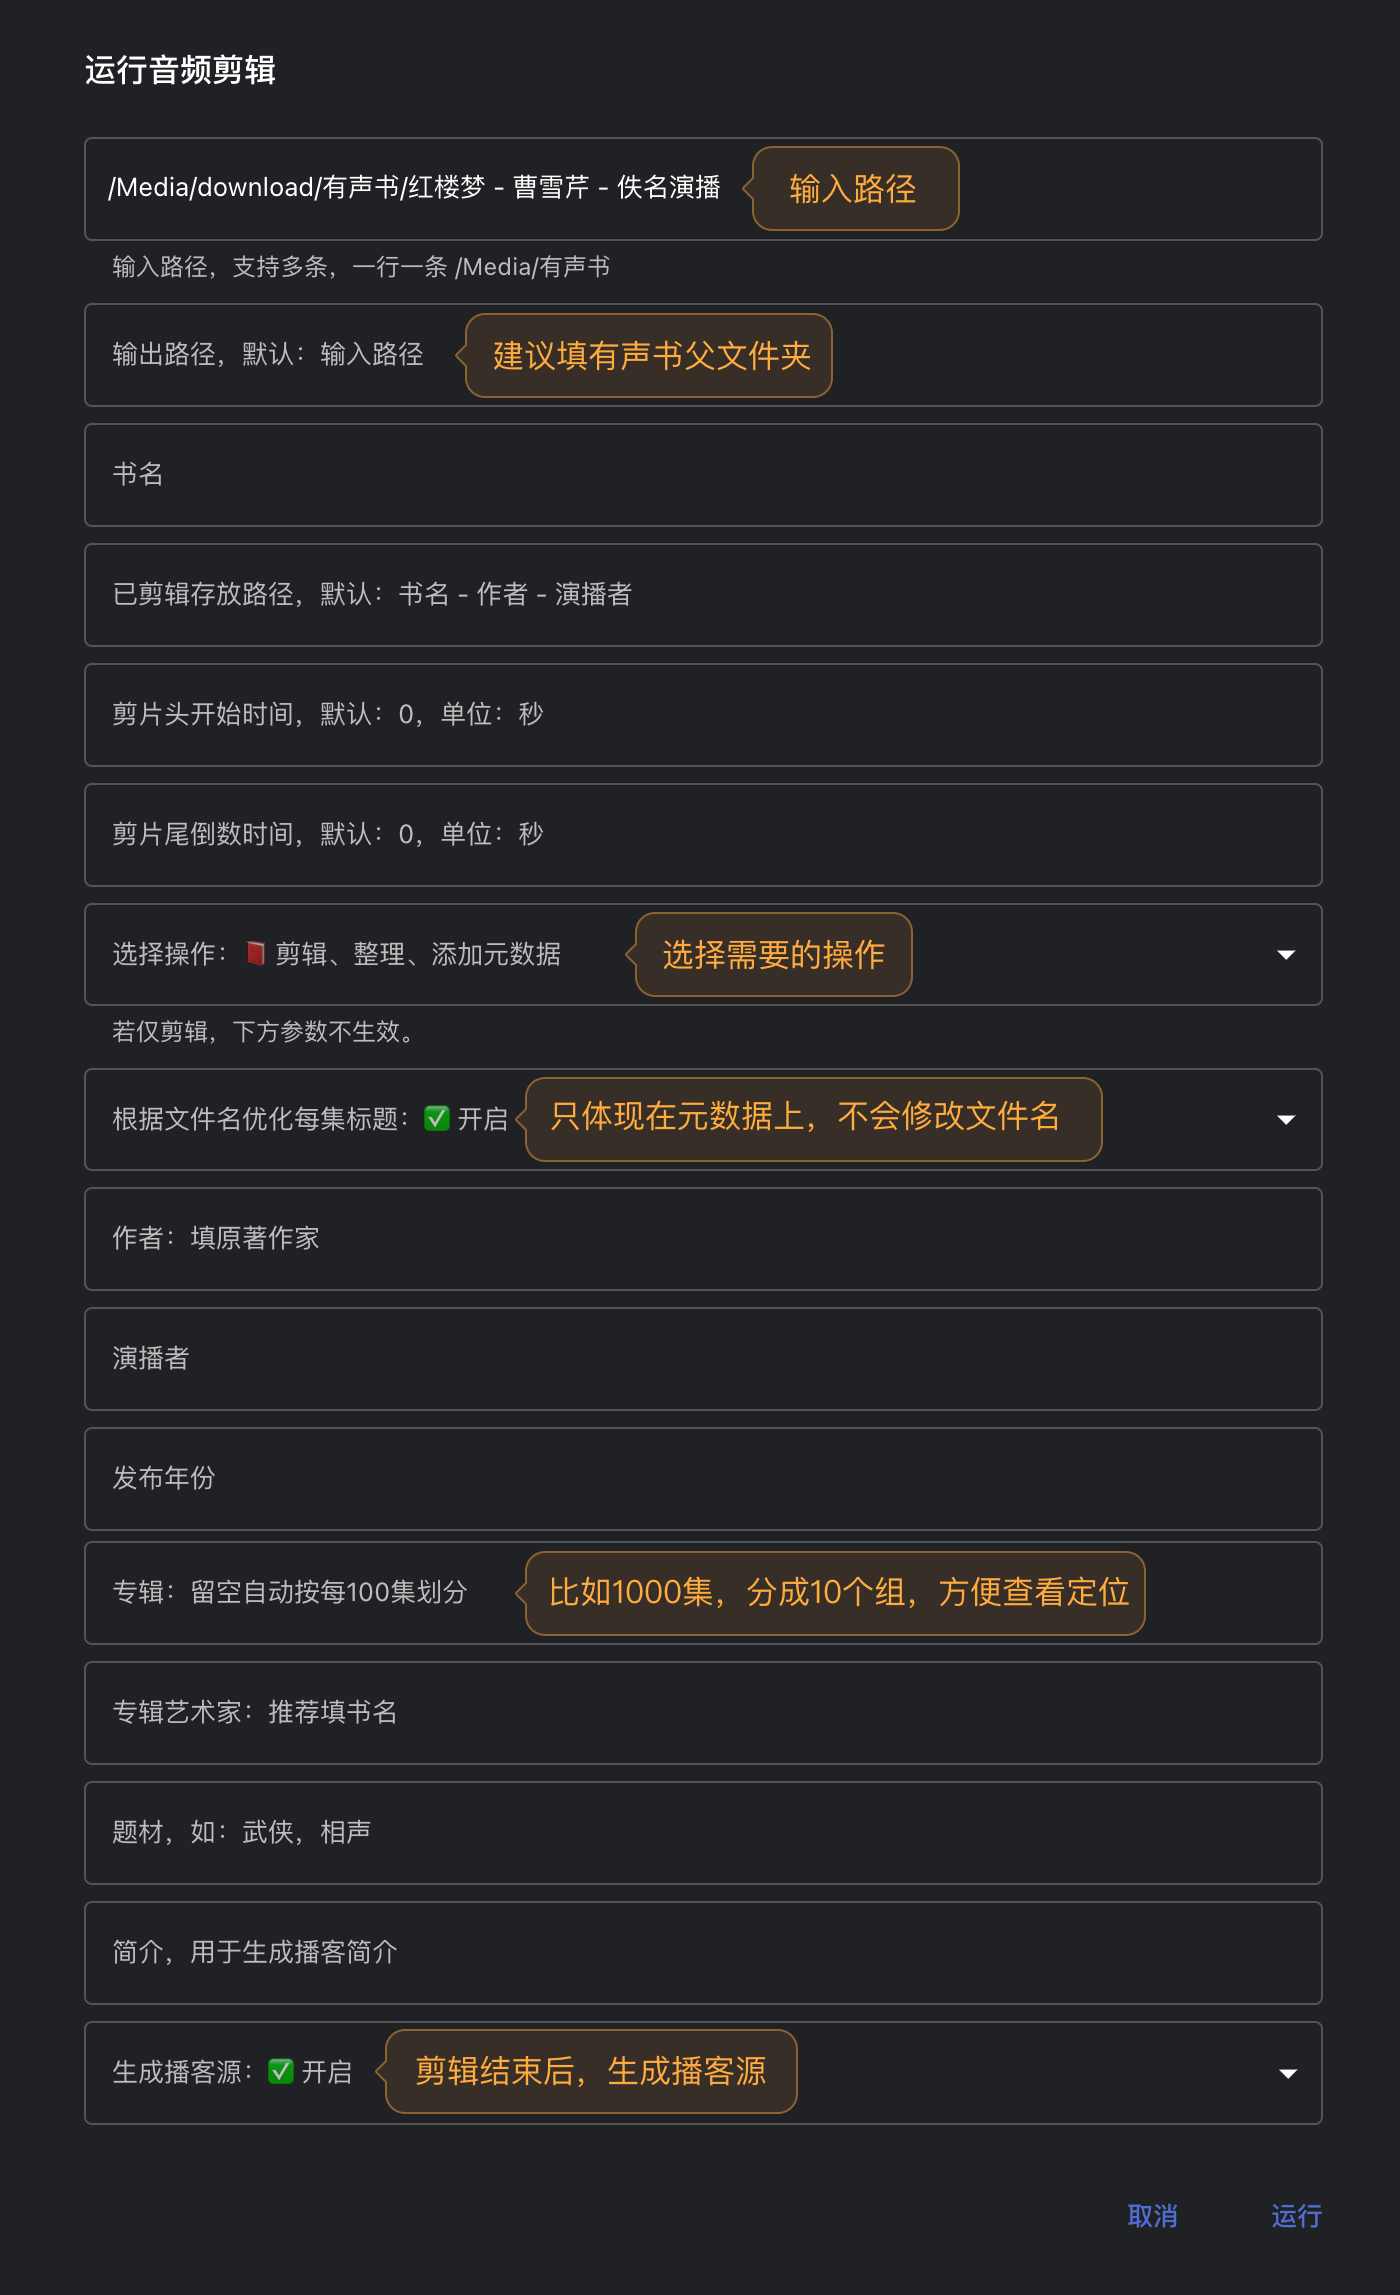 运行音频剪辑
/Media/download/有声书/红楼梦 - 曹雪芹 - 佚名演播 输入路径
输入路径，支持多条，一行一条 /Media/有声书
输出路径，默认：输入路径 建议填有声书父文件夹
书名
已剪辑存放路径，默认：书名 - 作者 - 演播者
剪片头开始时间，默认：0，单位：秒
剪片尾倒数时间，默认：0，单位：秒
选择操作：📕 剪辑、整理、添加元数据 选择需要的操作
若仅剪辑，下方参数不生效。
根据文件名优化每集标题：✅ 开启 只体现在元数据上，不会修改文件名
作者：填原著作家
演播者
发布年份
专辑：留空自动按每100集划分 比如1000集，分成10个组，方便查看定位
专辑艺术家：推荐填书名
题材，如：武侠，相声
简介，用于生成播客简介
生成播客源：✅ 开启 剪辑结束后，生成播客源
取消 运行